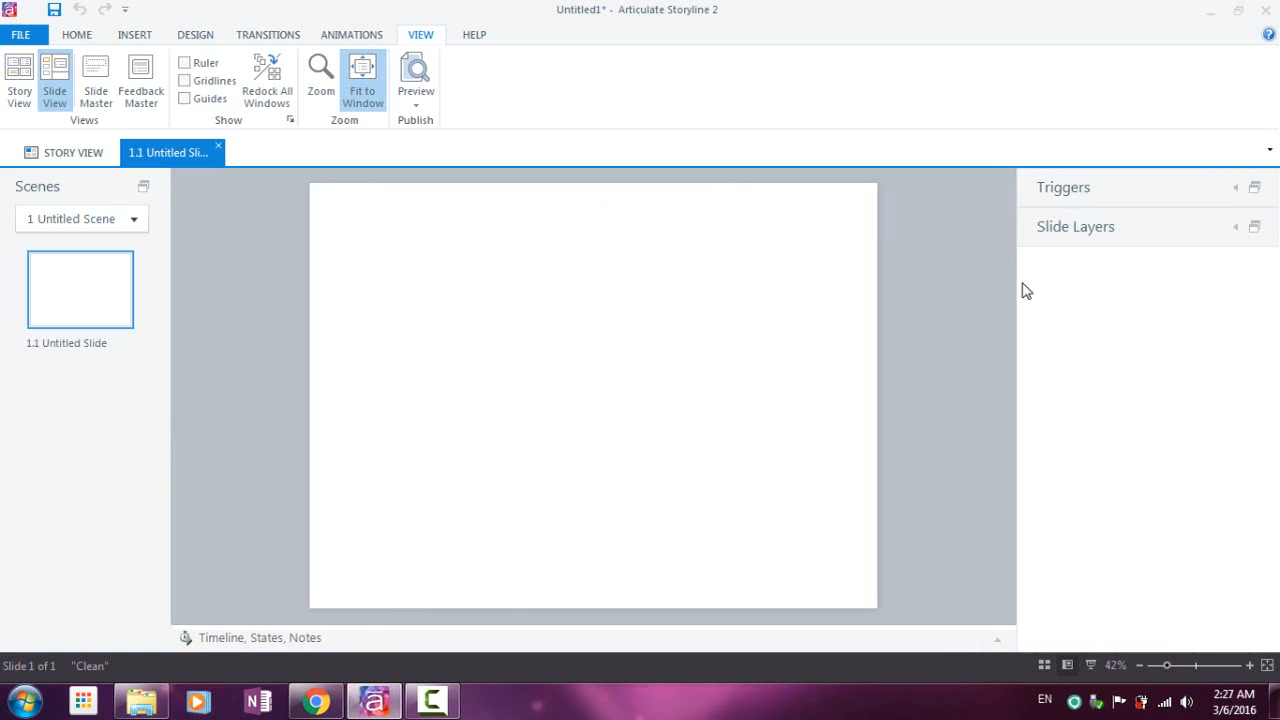 Untitled1* - Articulate Storyline 2
FILE HOME INSERT DESIGN TRANSITIONS ANIMATIONS VIEW HELP
Story View
Slide View
Slide Master
Feedback Master
Views
Ruler
Gridlines
Guides
Redock All Windows
Show
Zoom
Fit to Window
Zoom
Preview
Publish
STORY VIEW
1.1 Untitled Sli...
Scenes
1 Untitled Scene
1.1 Untitled Slide
Triggers
Slide Layers
Timeline, States, Notes
Slide 1 of 1 "Clean"
42%
EN
2:27 AM
3/6/2016